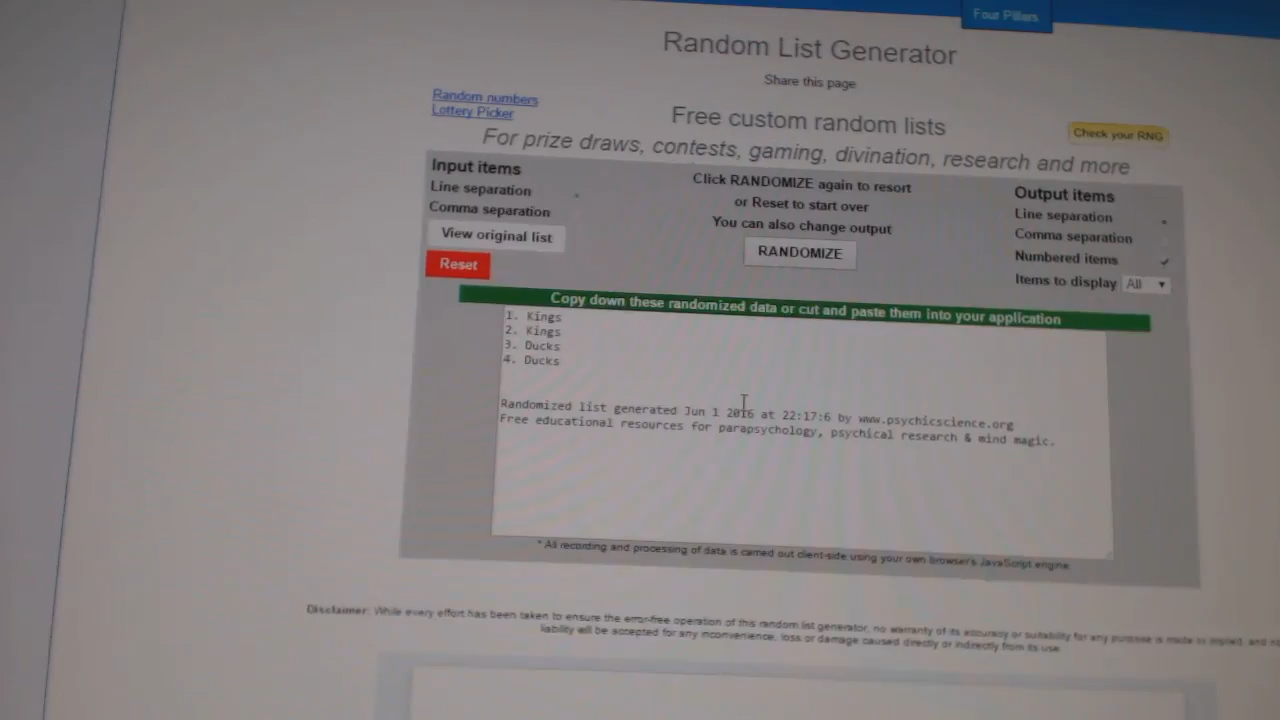 Four Pillars
Random List Generator
Share this page
Random numbers
Lottery Picker
Free custom random lists
Check your RNG
For prize draws, contests, gaming, divination, research and more
Input items
Line separation
Comma separation
View original list
Reset
Click RANDOMIZE again to resort
or Reset to start over
You can also change output
RANDOMIZE
Output items
Line separation
Comma separation
Numbered items
Items to display All
Copy down these randomized data or cut and paste them into your application
1. Kings
2. Kings
3. Ducks
4. Ducks
Randomized list generated Jun 1 2016 at 22:17:6 by www.psychicscience.org
Free educational resources for parapsychology, psychical research & mind magic.
* All recording and processing of data is carried out client-side using your own browser's JavaScript engine
Disclaimer: While every effort has been taken to ensure the error-free operation of this random list generator, no warranty of its accuracy or suitability for any purpose is made or implied, and
liability will be accepted for any inconvenience, loss or damage caused directly or indirectly from its use